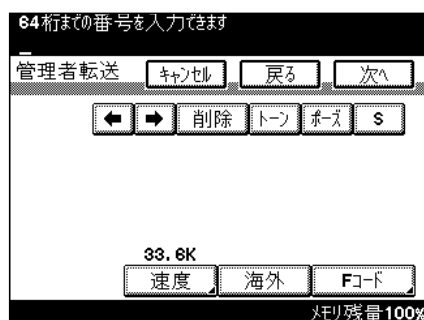 64桁までの番号を入力できます
管理者転送 キャンセル 戻る 次へ
← → 削除 トーン ポーズ S
33.6K
速度 海外 Fコード
メモリ残量100%